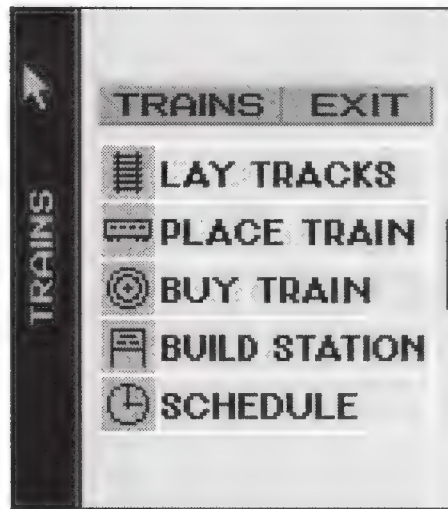 TRAINS
TRAINS EXIT
LAY TRACKS
PLACE TRAIN
BUY TRAIN
BUILD STATION
SCHEDULE